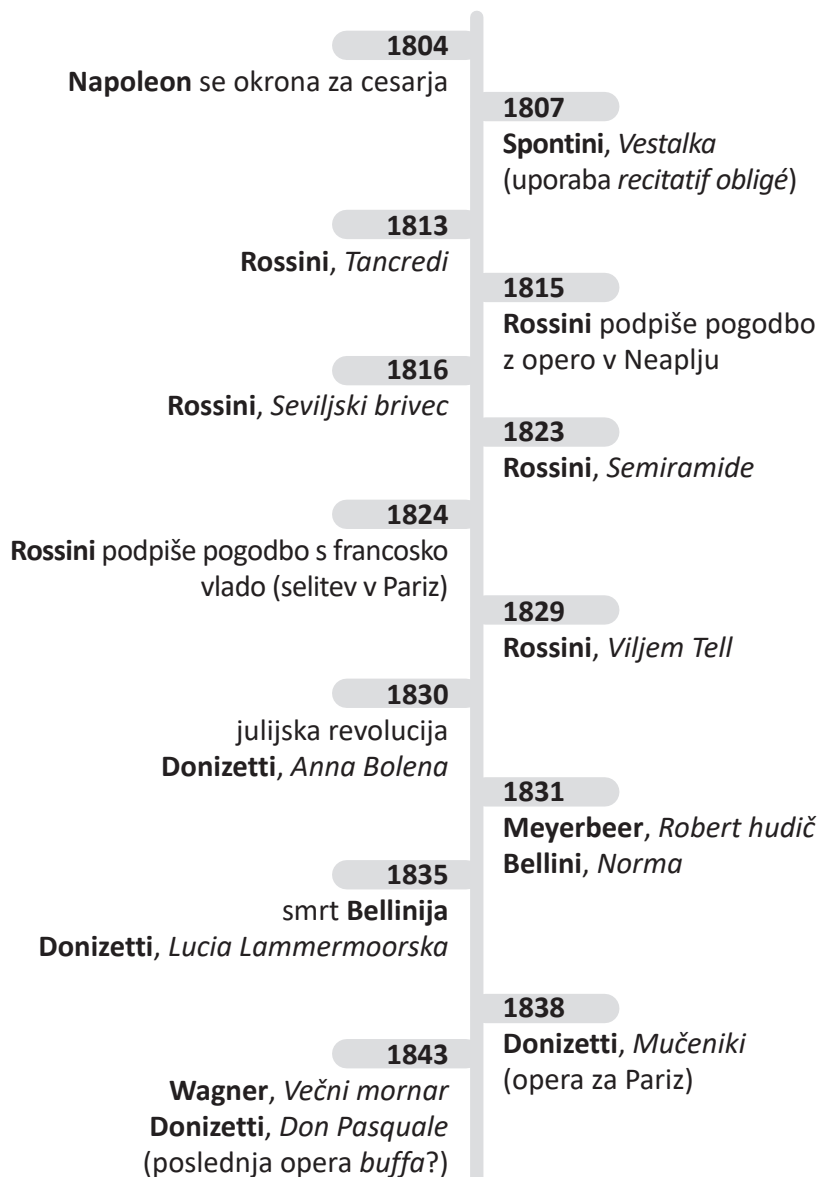 1804
Napoleon se okrona za cesarja
1807
Spontini, Vestalka
(uporaba recitatif obligé)
1813
Rossini, Tancredi
1815
Rossini podpiše pogodbo
z opero v Neaplju
1816
Rossini, Seviljski brivec
1823
Rossini, Semiramide
1824
Rossini podpiše pogodbo s francosko
vlado (selitev v Pariz)
1829
Rossini, Viljem Tell
1830
julijska revolucija
Donizetti, Anna Bolena
1831
Meyerbeer, Robert hudič
Bellini, Norma
1835
smrt Bellinija
Donizetti, Lucia Lammermoorska
1838
Donizetti, Mučeniki
(opera za Pariz)
1843
Wagner, Večni mornar
Donizetti, Don Pasquale
(poslednja opera buffa?)